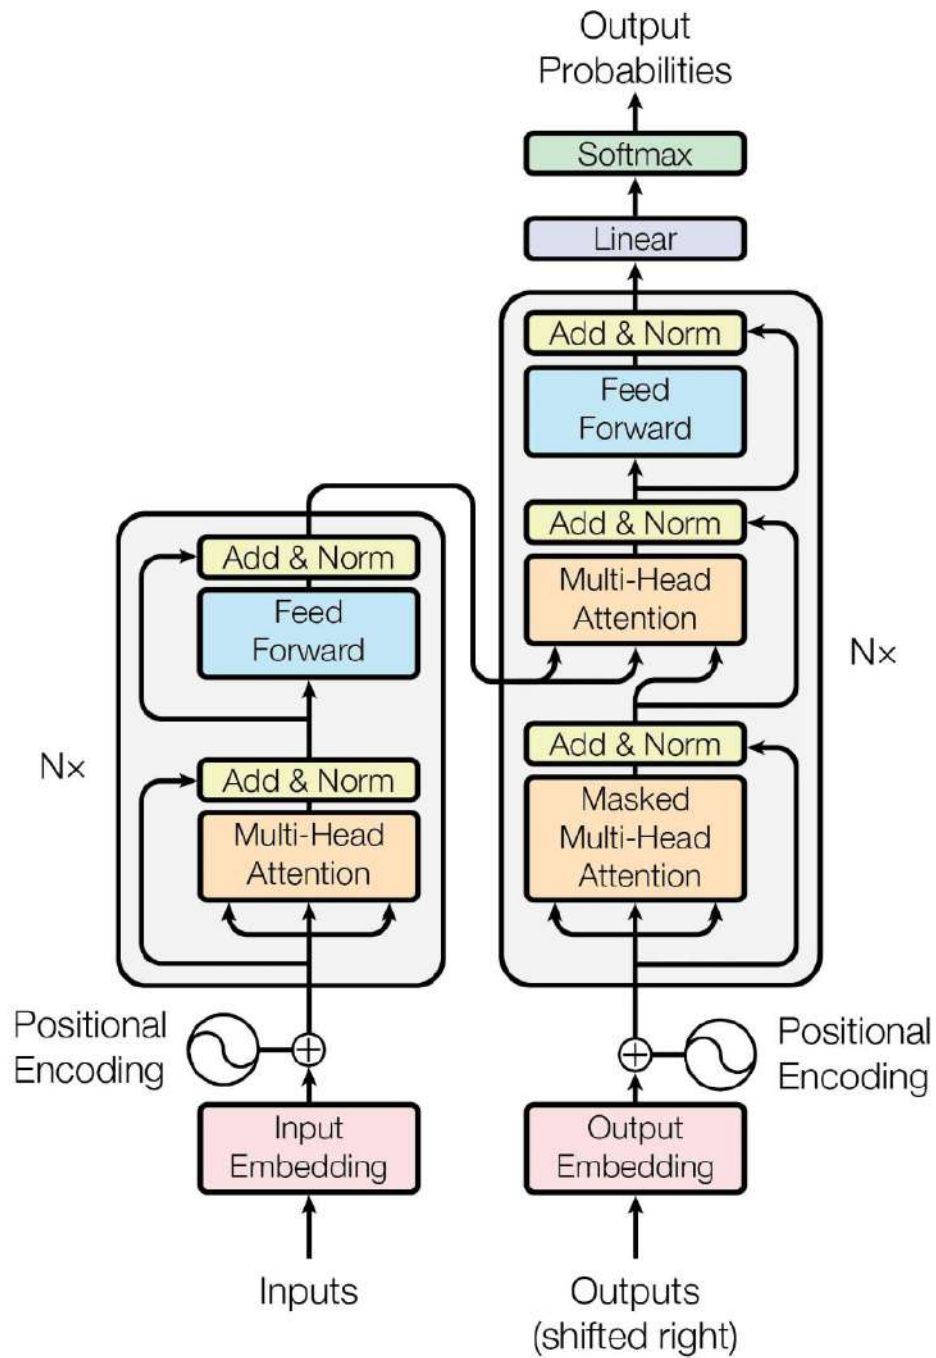 Output
Probabilities
Softmax
Linear
Add & Norm
Feed
Forward
Add & Norm
Multi-Head
Attention
Add & Norm
Masked
Multi-Head
Attention
Nx
Add & Norm
Feed
Forward
Add & Norm
Multi-Head
Attention
Nx
Positional
Encoding
Positional
Encoding
Input
Embedding
Output
Embedding
Inputs
Outputs
(shifted right)